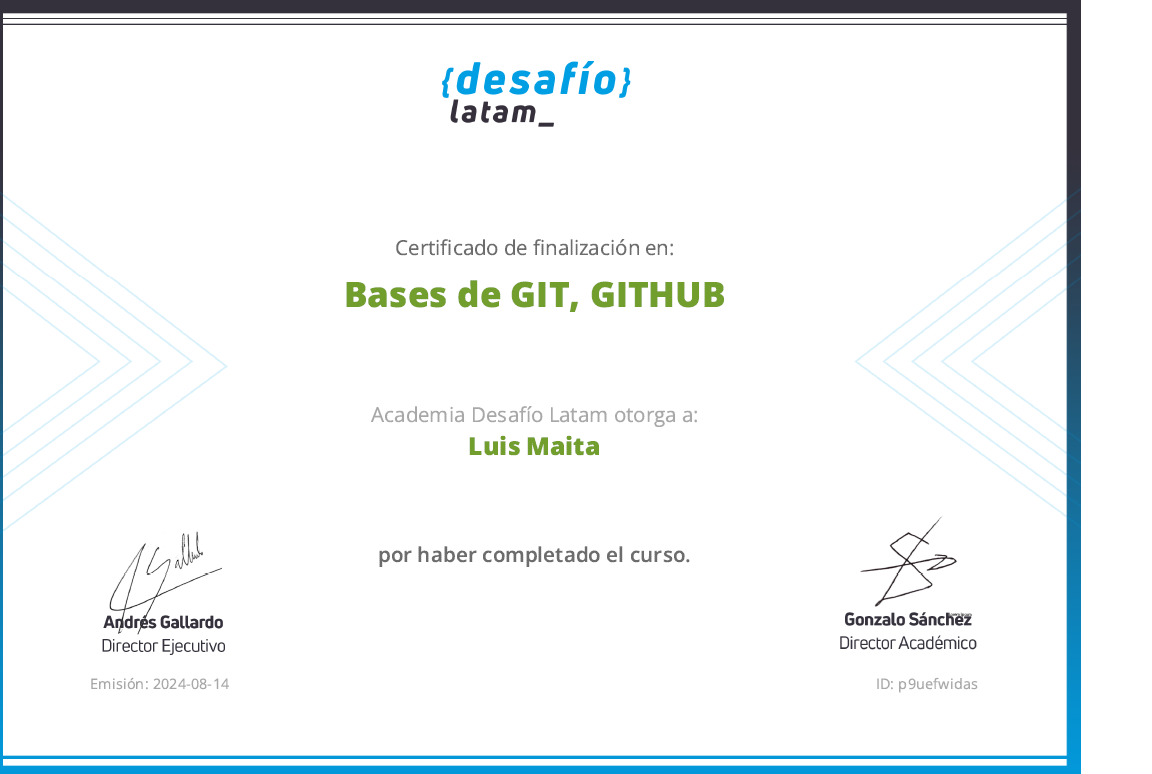 {desafío}
latam_
Certificado de finalización en:
Bases de GIT, GITHUB
Academia Desafío Latam otorga a:
Luis Maita
por haber completado el curso.
Andrés Gallardo
Director Ejecutivo
Gonzalo Sánchez
Director Académico
Emisión: 2024-08-14
ID: p9uefwidas